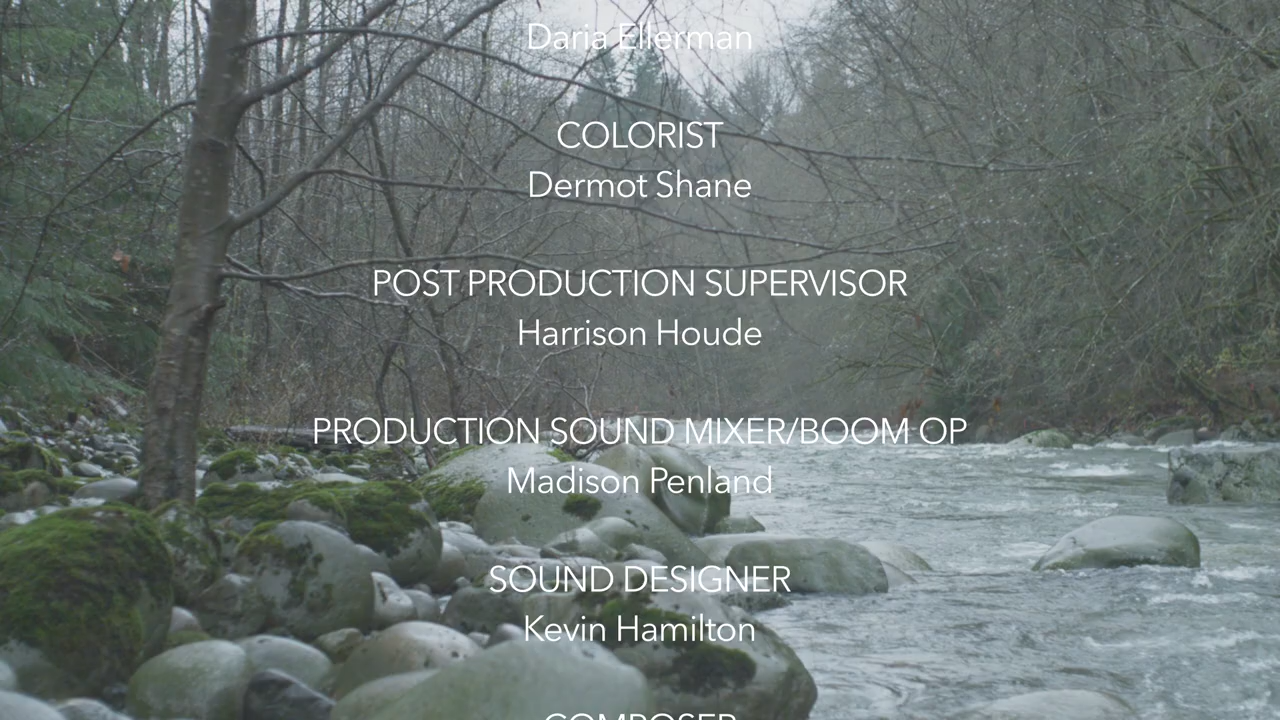 Daria Ellerman
COLORIST
Dermot Shane
POST PRODUCTION SUPERVISOR
Harrison Houde
PRODUCTION SOUND MIXER/BOOM OP
Madison Penland
SOUND DESIGNER
Kevin Hamilton
COMPOSER